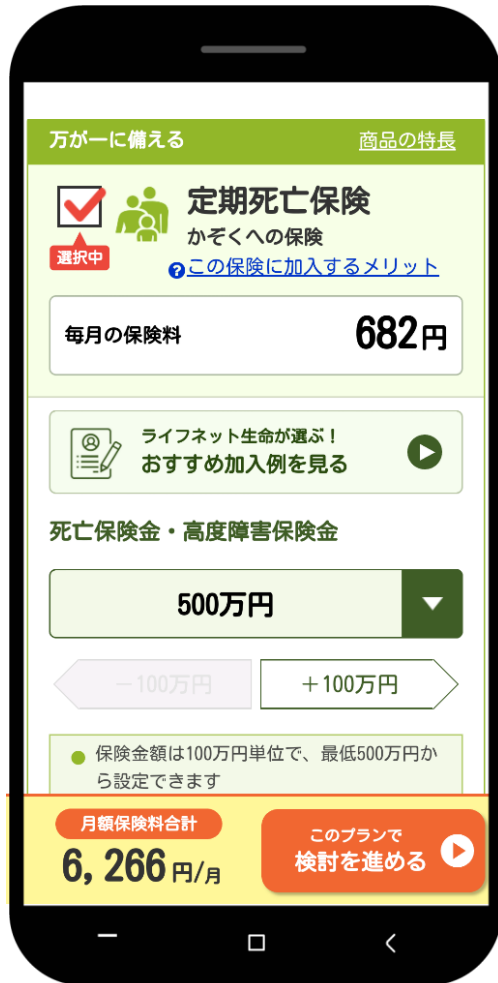 万が一に備える
商品の特長
定期死亡保険
かぞくへの保険
選択中
?この保険に加入するメリット
毎月の保険料
682円
ライフネット生命が選ぶ！
おすすめ加入例を見る
死亡保険金・高度障害保険金
500万円
－100万円
＋100万円
● 保険金額は100万円単位で、最低500万円か
ら設定できます
月額保険料合計
6,266円/月
このプランで
検討を進める